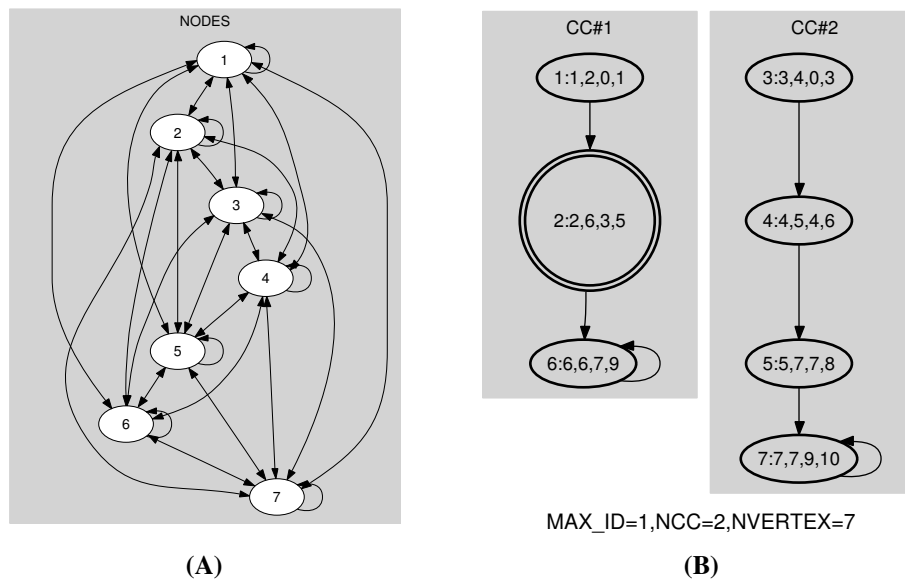 NODES
1
2
3
4
5
6
7
(A)
CC#1
1:1,2,0,1
2:2,6,3,5
6:6,6,7,9
CC#2
3:3,4,0,3
4:4,5,4,6
5:5,7,7,8
7:7,7,9,10
MAX_ID=1,NCC=2,NVERTEX=7
(B)